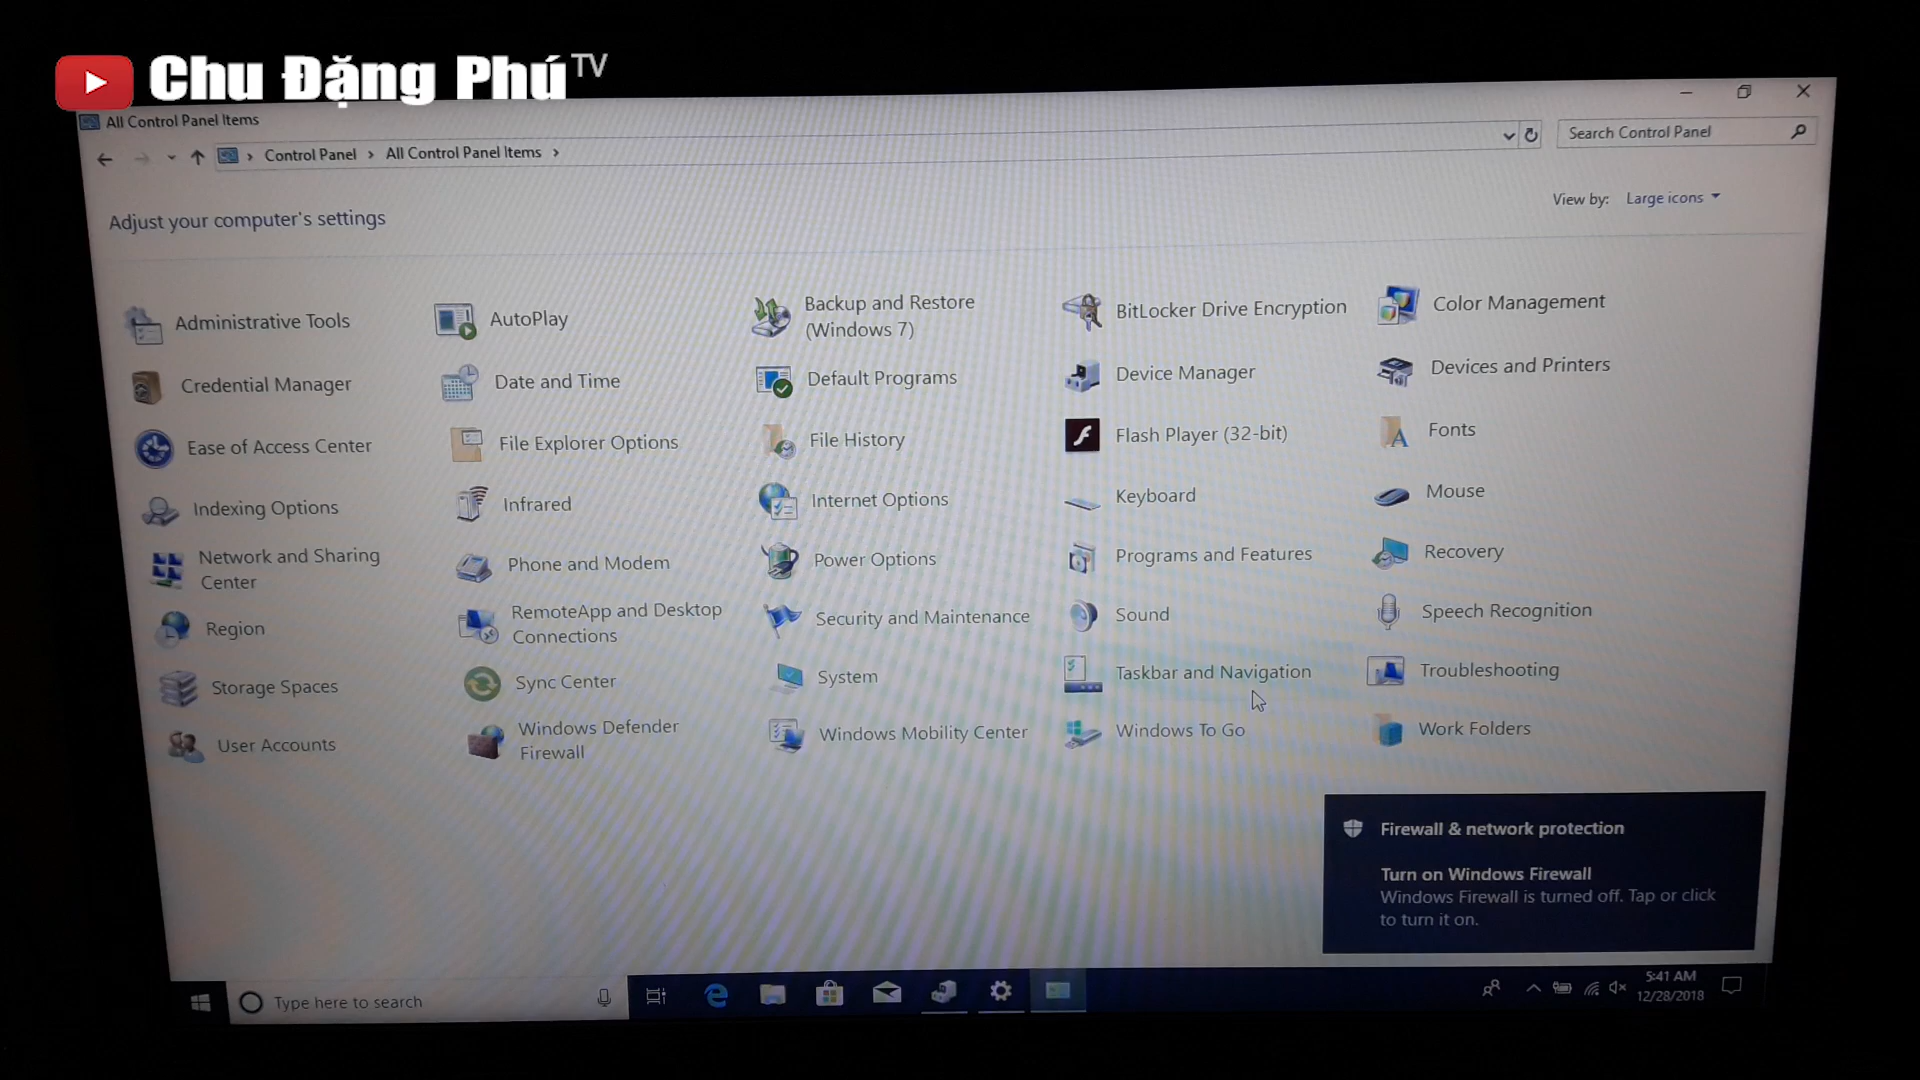 Chu Đặng Phú TV
All Control Panel Items
Control Panel › All Control Panel Items ›
Search Control Panel
Adjust your computer's settings
View by: Large icons
Administrative Tools
AutoPlay
Backup and Restore
(Windows 7)
BitLocker Drive Encryption
Color Management
Credential Manager
Date and Time
Default Programs
Device Manager
Devices and Printers
Ease of Access Center
File Explorer Options
File History
Flash Player (32-bit)
Fonts
Indexing Options
Infrared
Internet Options
Keyboard
Mouse
Network and Sharing
Center
Phone and Modem
Power Options
Programs and Features
Recovery
Region
RemoteApp and Desktop
Connections
Security and Maintenance
Sound
Speech Recognition
Storage Spaces
Sync Center
System
Taskbar and Navigation
Troubleshooting
User Accounts
Windows Defender
Firewall
Windows Mobility Center
Windows To Go
Work Folders
Firewall & network protection
Turn on Windows Firewall
Windows Firewall is turned off. Tap or click
to turn it on.
Type here to search
5:41 AM
12/28/2018